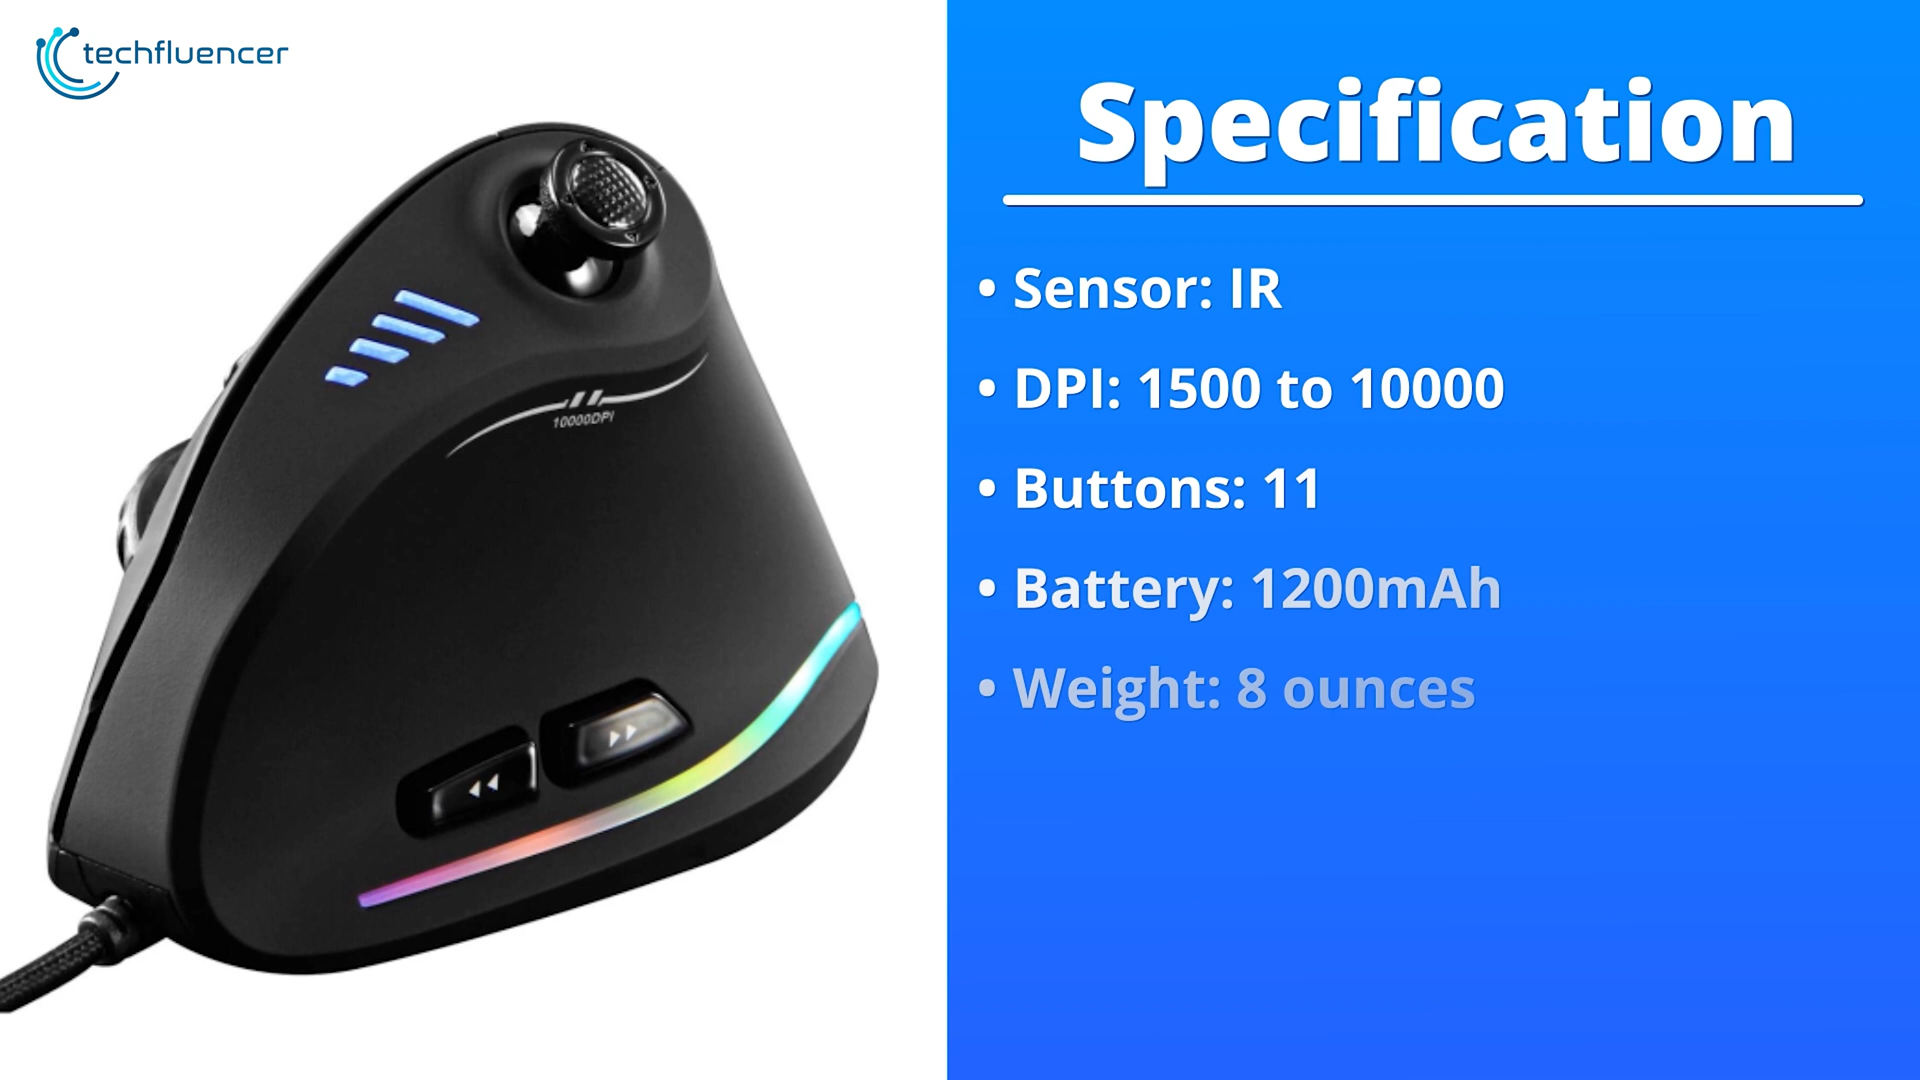 techfluencer
Specification
• Sensor: IR
• DPI: 1500 to 10000
• Buttons: 11
• Battery: 1200mAh
• Weight: 8 ounces
10000DPI